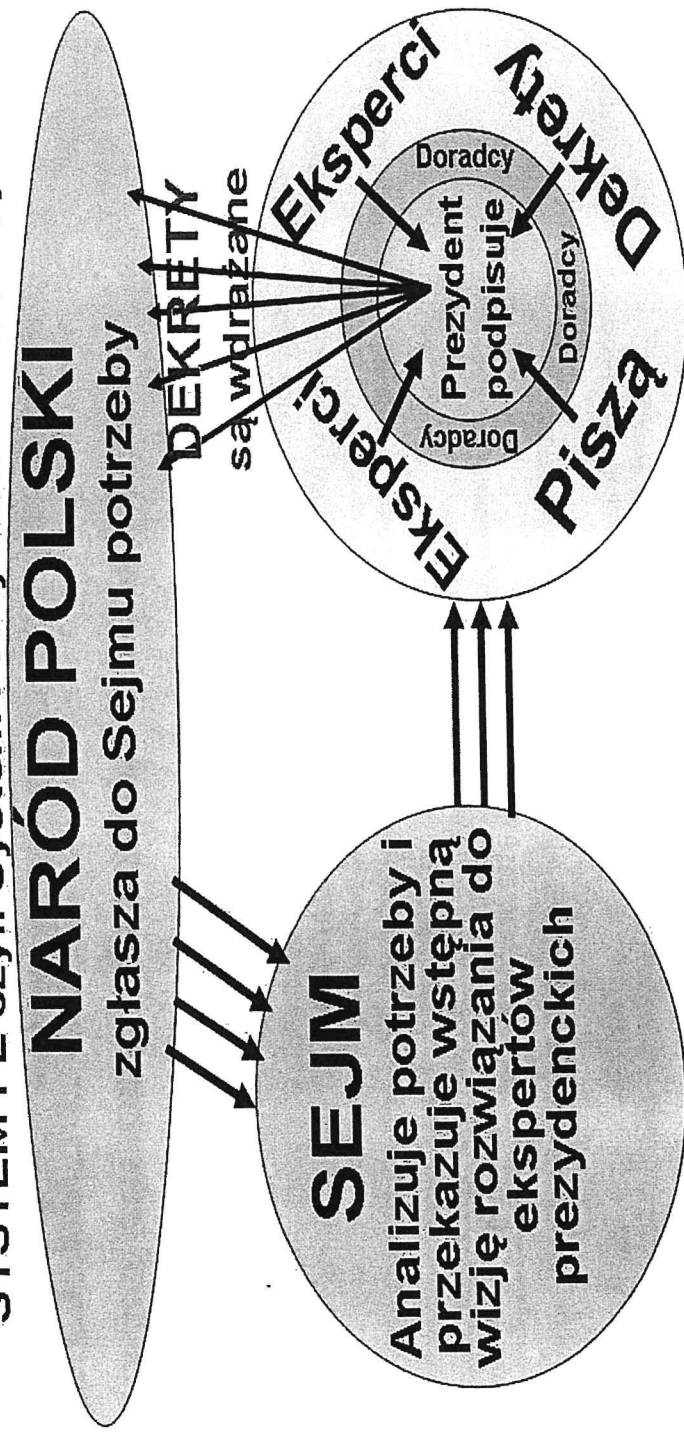 NARÓD POLSKI
zgłasza do Sejmu potrzeby
DEKRETY
są wdrażane
SEJM
Analizuje potrzeby i
przekazuje wstępną
wizję rozwiązania do
ekspertów
prezydenckich
Eksperci
Eksperci
Doradcy
Doradcy
Doradcy
Prezydent
podpisuje
Piszą
Dekrety